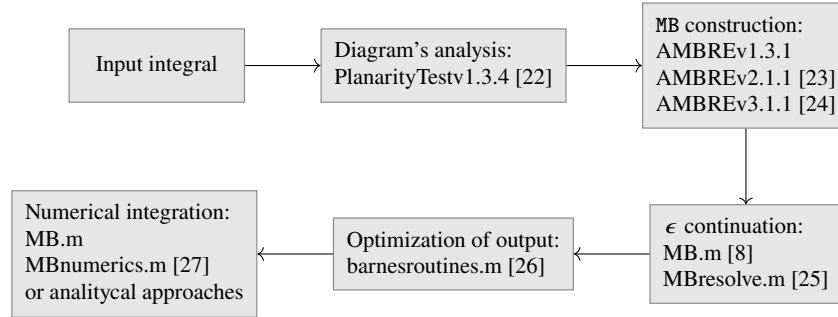 Input integral
Diagram's analysis:
PlanarityTestv1.3.4 [22]
MB construction:
AMBREv1.3.1
AMBREv2.1.1 [23]
AMBREv3.1.1 [24]
ϵ continuation:
MB.m [8]
MBresolve.m [25]
Optimization of output:
barnesroutines.m [26]
Numerical integration:
MB.m
MBnumerics.m [27]
or analitycal approaches